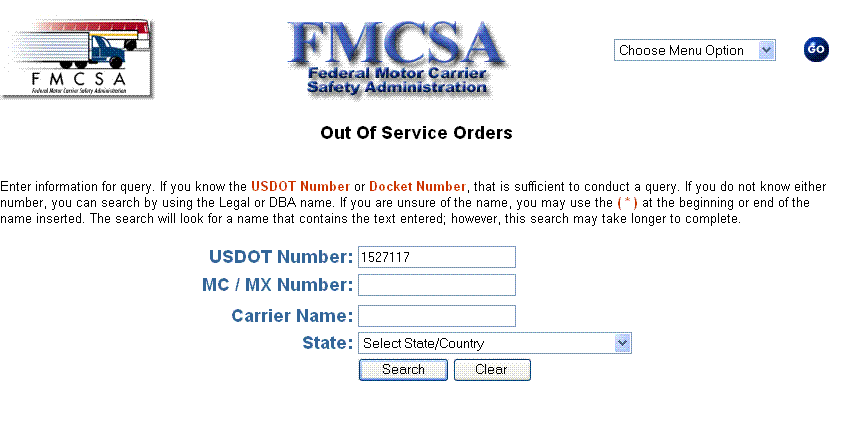 FMCSA
Federal Motor Carrier Safety Administration
FMCSA
Federal Motor Carrier
Safety Administration
Choose Menu Option
GO
Out Of Service Orders
Enter information for query. If you know the USDOT Number or Docket Number, that is sufficient to conduct a query. If you do not know either
number, you can search by using the Legal or DBA name. If you are unsure of the name, you may use the (*) at the beginning or end of the
name inserted. The search will look for a name that contains the text entered; however, this search may take longer to complete.
USDOT Number: 1527117
MC / MX Number:
Carrier Name:
State: Select State/Country
Search Clear